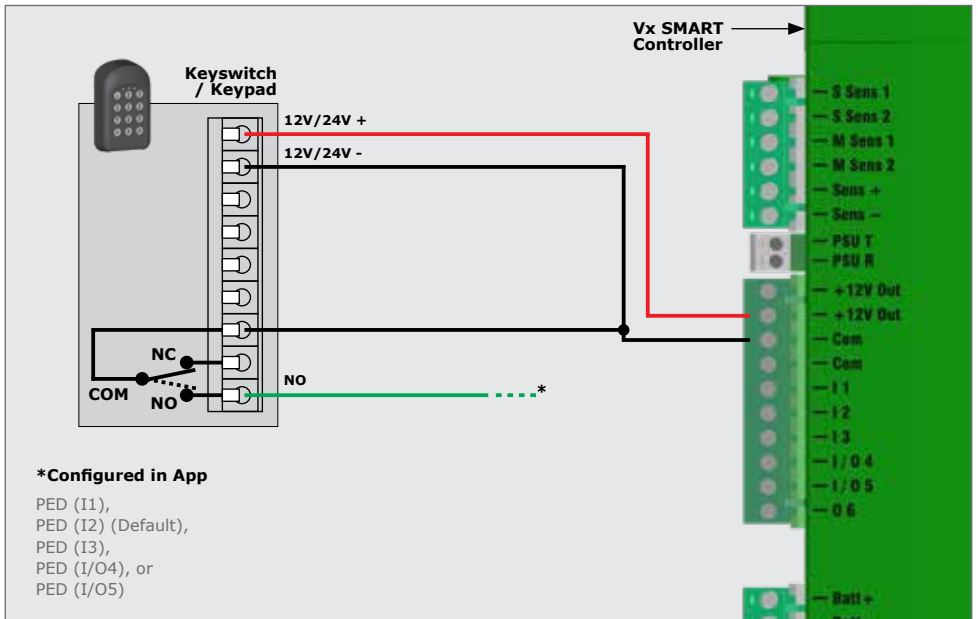 Vx SMART
Controller
Keyswitch
/ Keypad
12V/24V +
12V/24V -
NC
COM
NO
NO
*
S Sens 1
S Sens 2
M Sens 1
M Sens 2
Sens +
Sens −
PSU T
PSU R
+12V Out
+12V Out
Com
Com
I 1
I 2
I 3
I / O 4
I / O 5
O 6
Batt+
*Configured in App
PED (I1),
PED (I2) (Default),
PED (I3),
PED (I/O4), or
PED (I/O5)